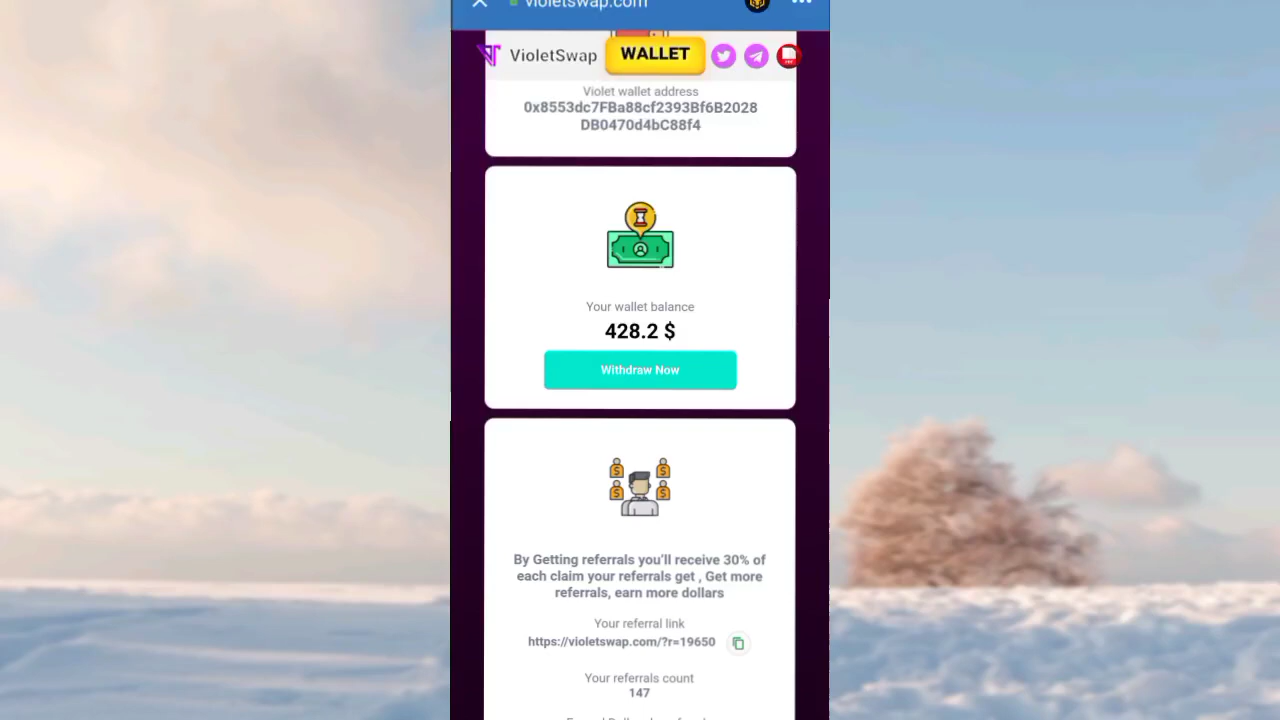 violetswap.com
VioletSwap
WALLET
Violet wallet address
0x8553dc7FBa88cf2393Bf6B2028
DB0470d4bC88f4
Your wallet balance
428.2 $
Withdraw Now
By Getting referrals you'll receive 30% of
each claim your referrals get , Get more
referrals, earn more dollars
Your referral link
https://violetswap.com/?r=19650
Your referrals count
147